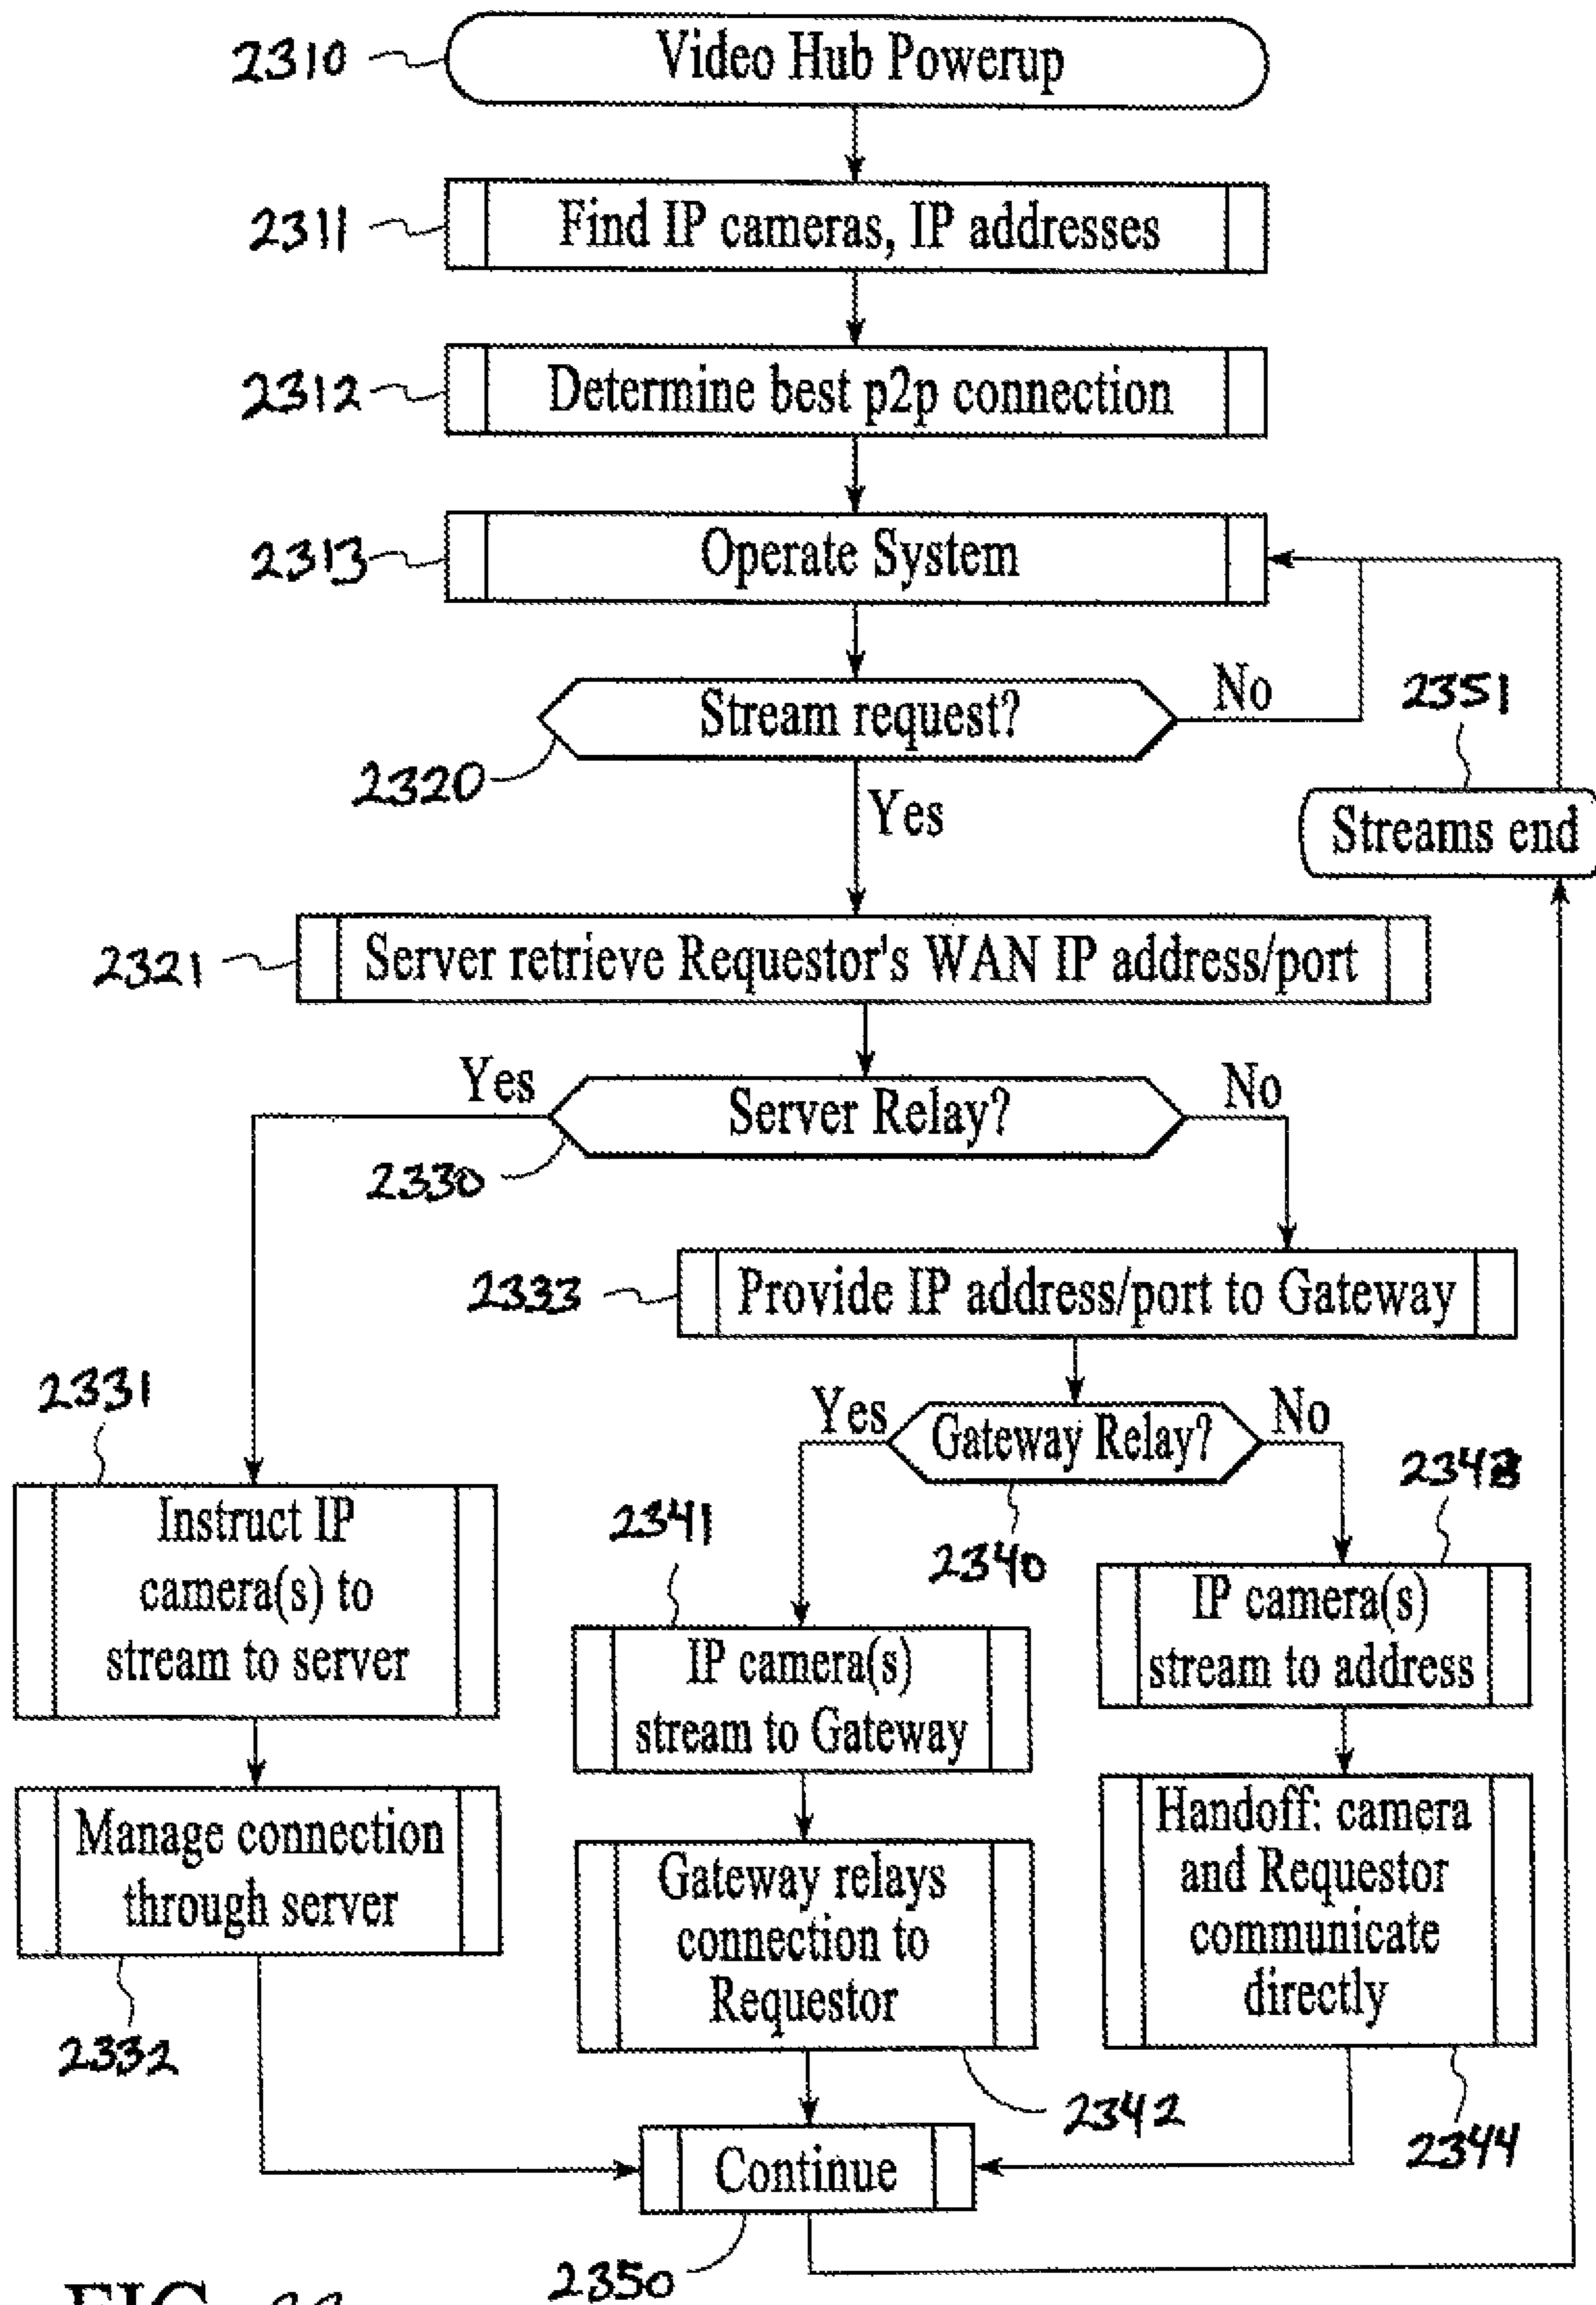 2310
Video Hub Powerup
2311
Find IP cameras, IP addresses
2312
Determine best p2p connection
2313
Operate System
Stream request?
No
2320
Yes
2351
Streams end
2321
Server retrieve Requestor's WAN IP address/port
Yes
Server Relay?
No
2330
2333
Provide IP address/port to Gateway
Yes
Gateway Relay?
No
2340
2331
Instruct IP
camera(s) to
stream to server
2341
IP camera(s)
stream to Gateway
2343
IP camera(s)
stream to address
Manage connection
through server
2332
Gateway relays
connection to
Requestor
2342
Handoff: camera
and Requestor
communicate
directly
2344
Continue
2350
FIG.